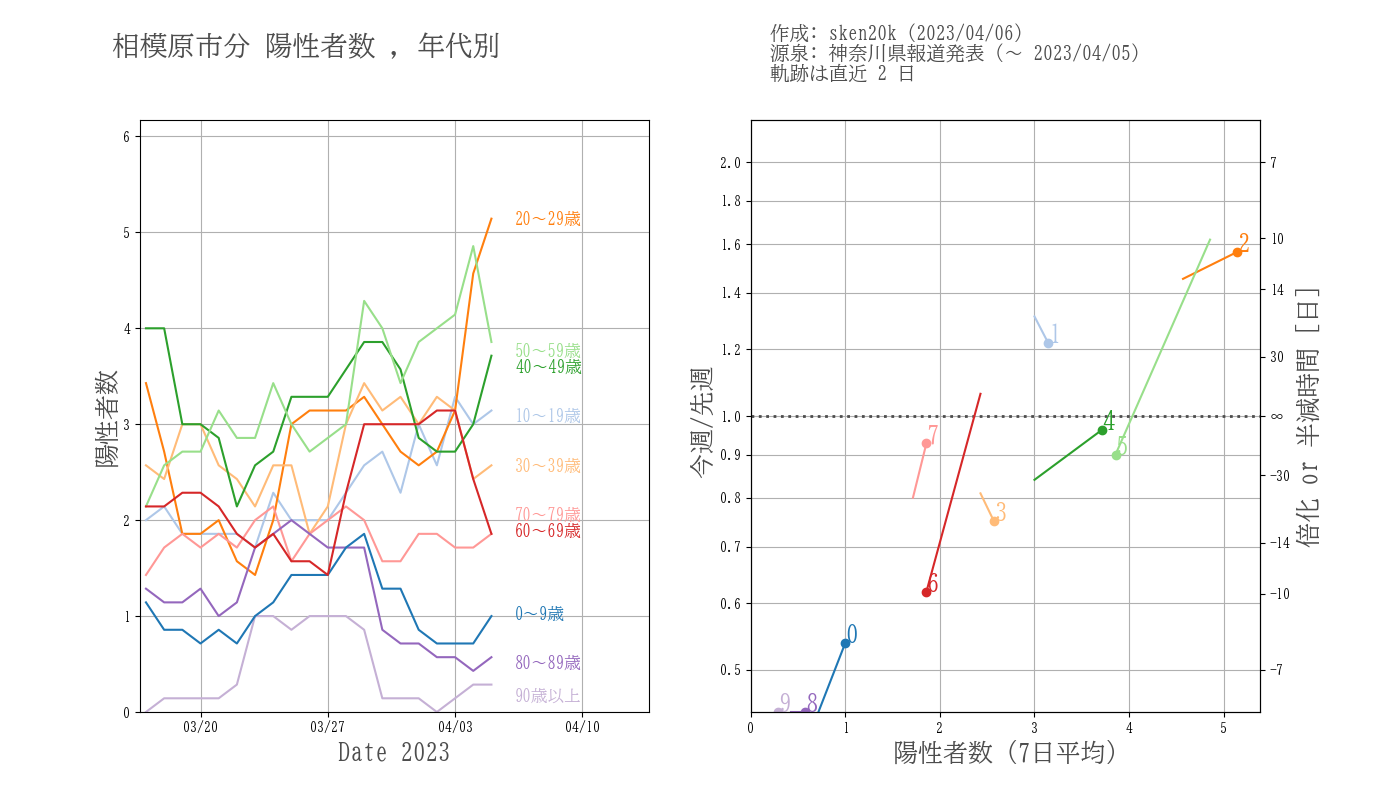 相模原市分 陽性者数 , 年代別
作成: sken20k (2023/04/06)
源泉: 神奈川県報道発表 (～ 2023/04/05)
軌跡は直近 2 日
陽性者数
6
5
4
3
2
1
0
20～29歳
50～59歳
40～49歳
10～19歳
30～39歳
70～79歳
60～69歳
0～9歳
80～89歳
90歳以上
03/20
03/27
04/03
04/10
Date 2023
今週/先週
2.0
1.8
1.6
1.4
1.2
1.0
0.9
0.8
0.7
0.6
0.5
2
1
4
5
7
3
6
0
9
8
7
10
14
30
∞
−30
−14
−10
−7
倍化 or 半減時間 [日]
0
1
2
3
4
5
陽性者数 (7日平均)